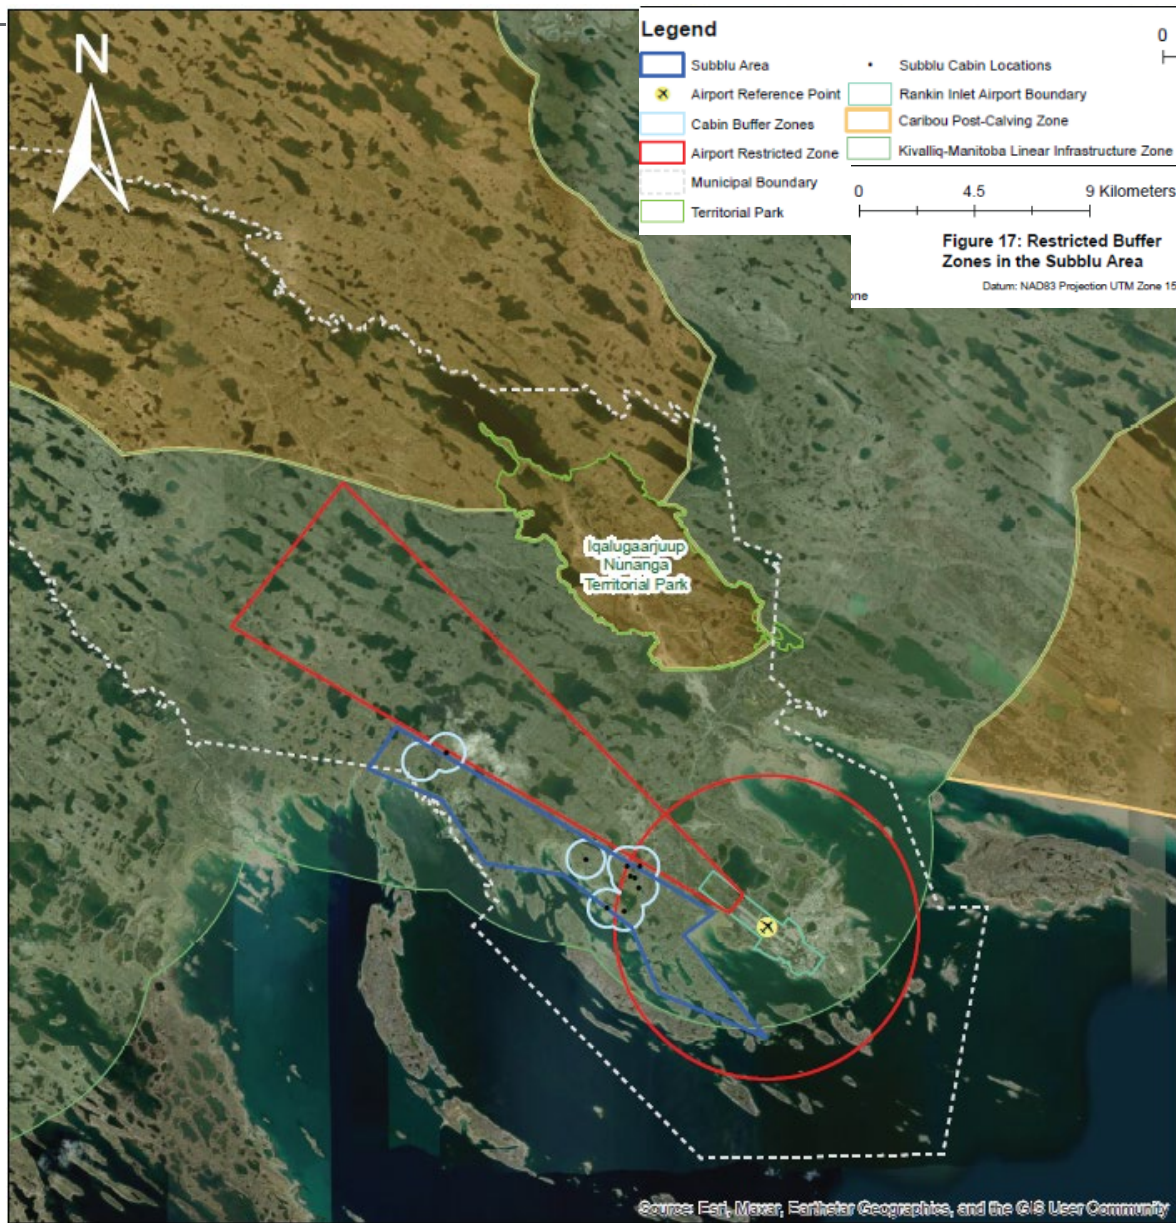 N
Legend
0
Subblu Area
Subblu Cabin Locations
Airport Reference Point
Rankin Inlet Airport Boundary
Cabin Buffer Zones
Caribou Post-Calving Zone
Airport Restricted Zone
Kivalliq-Manitoba Linear Infrastructure Zone
Municipal Boundary
Territorial Park
0 4.5 9 Kilometers
Figure 17: Restricted Buffer
Zones in the Subblu Area
Datum: NAD83 Projection UTM Zone 15
one
Iqalugaarjuup
Nunanga
Territorial Park
Source: Esri, Maxar, Earthstar Geographics, and the GIS User Community